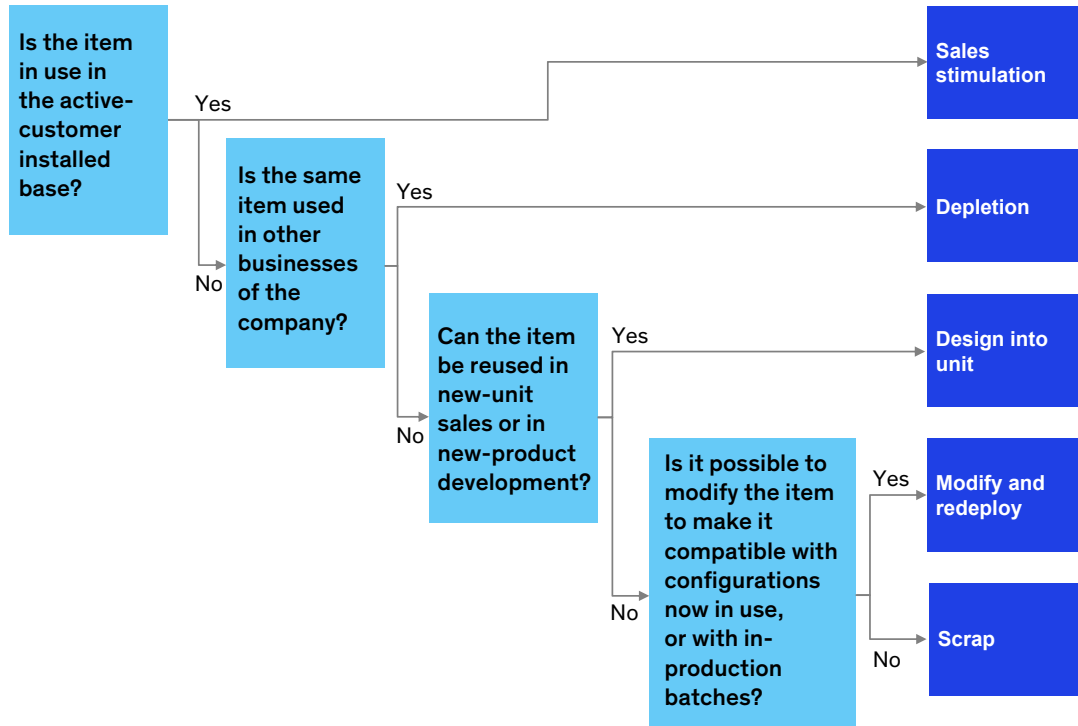 Is the item
in use in
the active-
customer
installed
base?
Yes
No
Sales
stimulation
Is the same
item used
in other
businesses
of the
company?
Yes
No
Depletion
Can the item
be reused in
new-unit
sales or in
new-product
development?
Yes
No
Design into
unit
Is it possible to
modify the item
to make it
compatible with
configurations
now in use,
or with in-
production
batches?
Yes
No
Modify and
redeploy
Scrap